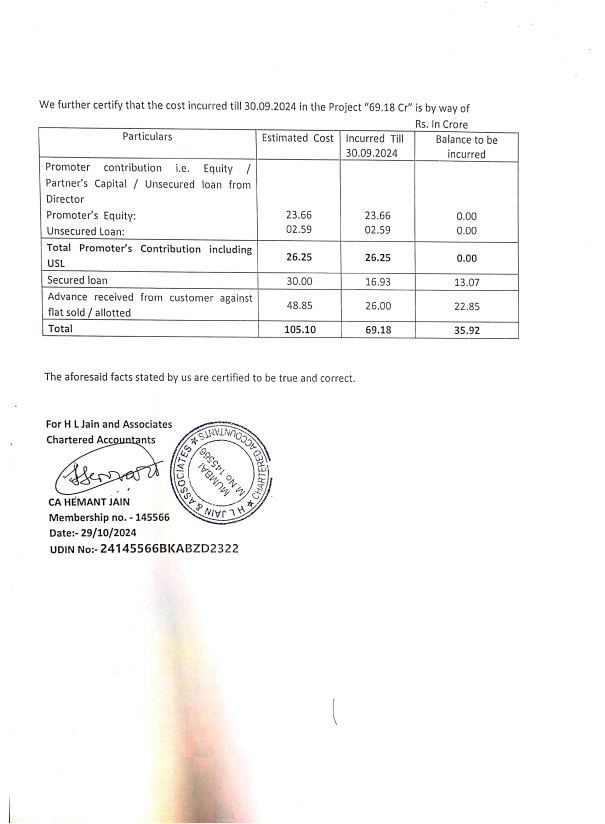 We further certify that the cost incurred till 30.09.2024 in the Project “69.18 Cr” is by way of
Rs. In Crore
Particulars Estimated Cost Incurred Till 30.09.2024 Balance to be incurred
Promoter contribution i.e. Equity /
Partner’s Capital / Unsecured loan from
Director
Promoter’s Equity: 23.66 23.66 0.00
Unsecured Loan: 02.59 02.59 0.00
Total Promoter’s Contribution including
USL 26.25 26.25 0.00
Secured loan 30.00 16.93 13.07
Advance received from customer against
flat sold / allotted 48.85 26.00 22.85
Total 105.10 69.18 35.92
The aforesaid facts stated by us are certified to be true and correct.
For H L Jain and Associates
Chartered Accountants
H L JAIN & ASSOCIATES ★ CHARTERED ACCOUNTANTS ★
MUMBAI
M.No.145566
CA HEMANT JAIN
Membership no. - 145566
Date:- 29/10/2024
UDIN No:- 24145566BKABZD2322